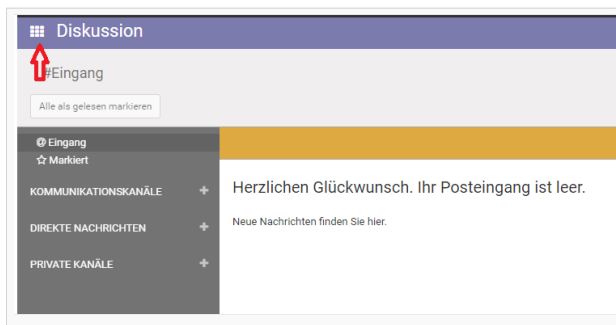 Diskussion
#Eingang
Alle als gelesen markieren
@ Eingang
Markiert
KOMMUNIKATIONSKANÄLE +
Herzlichen Glückwunsch. Ihr Posteingang ist leer.
DIREKTE NACHRICHTEN +
Neue Nachrichten finden Sie hier.
PRIVATE KANÄLE +